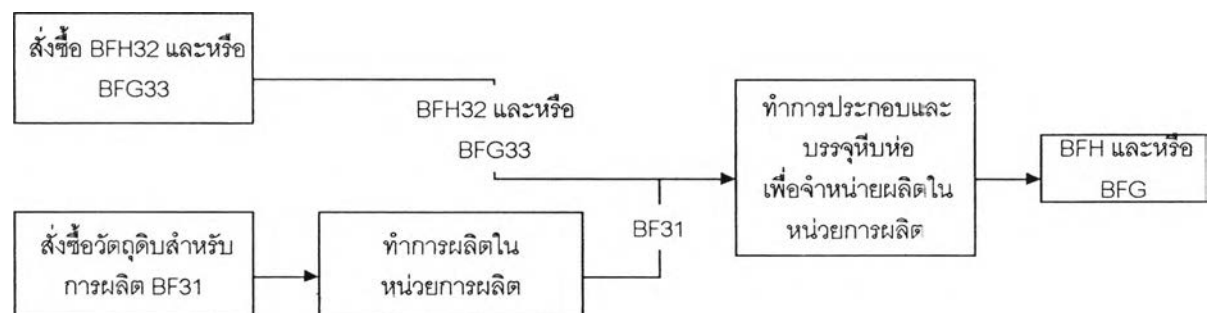 สั่งซื้อ BFH32 และหรือ
BFG33
BFH32 และหรือ
BFG33
ทำการประกอบและ
บรรจุหีบห่อ
เพื่อจำหน่ายผลิตใน
หน่วยการผลิต
BFH และหรือ
BFG
สั่งซื้อวัตถุดิบสำหรับ
การผลิต BF31
ทำการผลิตใน
หน่วยการผลิต
BF31